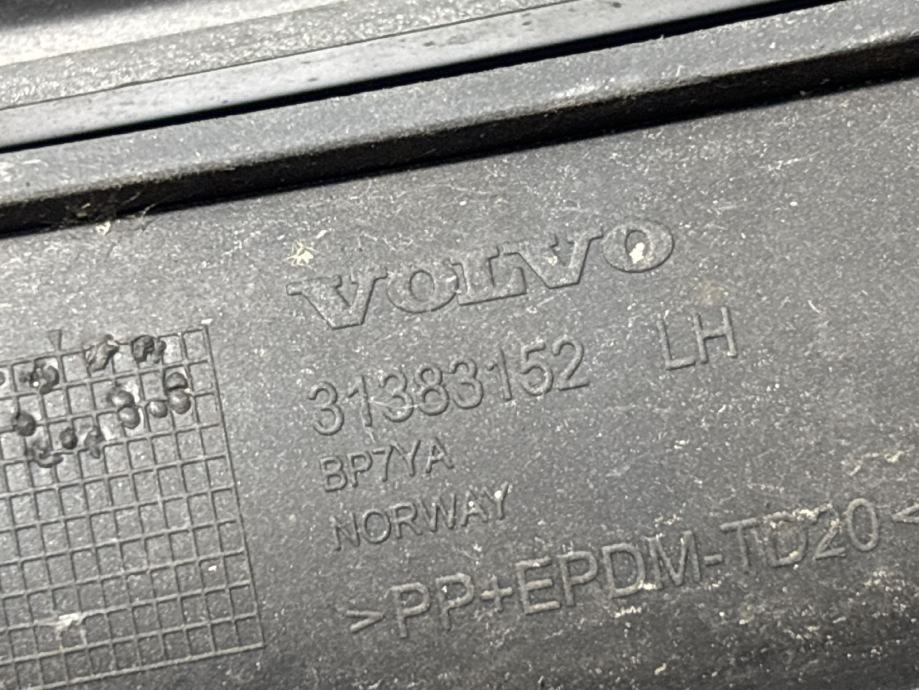 VOLVO
31383152 LH
BP7YA
NORWAY
>PP+EPDM-TD20<